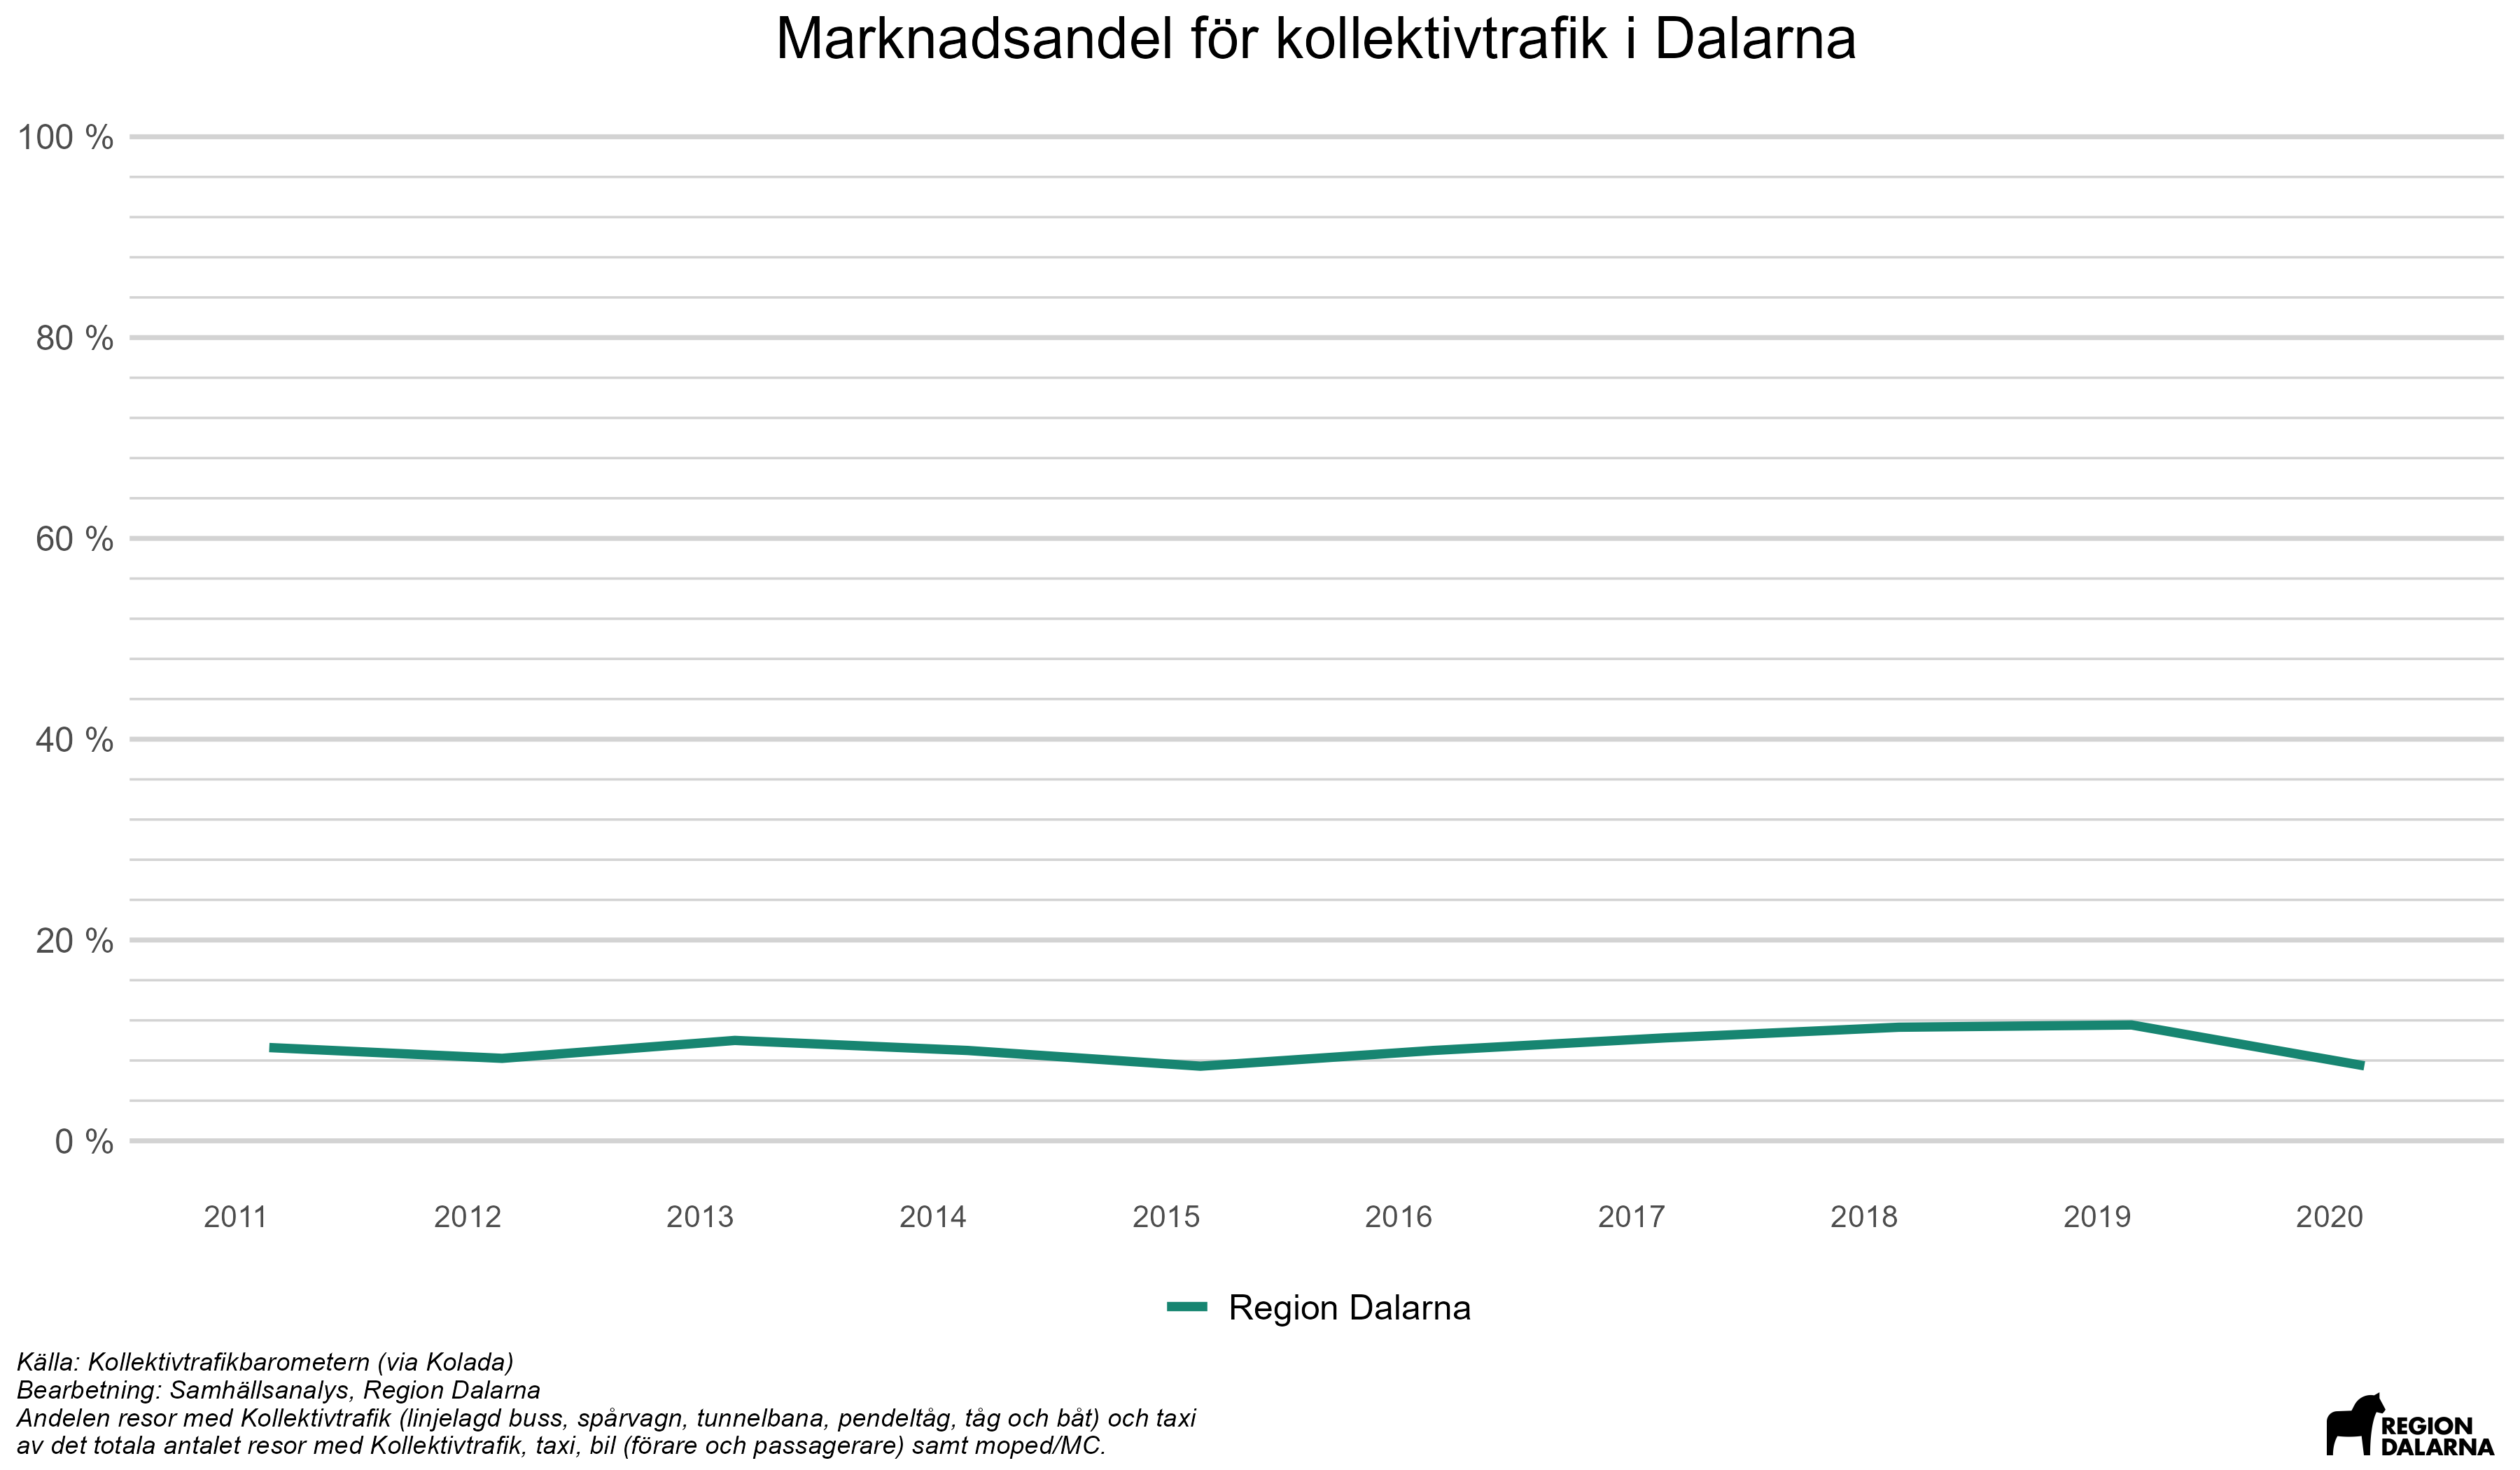 Marknadsandel för kollektivtrafik i Dalarna
100 %
80 %
60 %
40 %
20 %
0 %
2011 2012 2013 2014 2015 2016 2017 2018 2019 2020
Region Dalarna
Källa: Kollektivtrafikbarometern (via Kolada)
Bearbetning: Samhällsanalys, Region Dalarna
Andelen resor med Kollektivtrafik (linjelagd buss, spårvagn, tunnelbana, pendeltåg, tåg och båt) och taxi
av det totala antalet resor med Kollektivtrafik, taxi, bil (förare och passagerare) samt moped/MC.
REGION
DALARNA